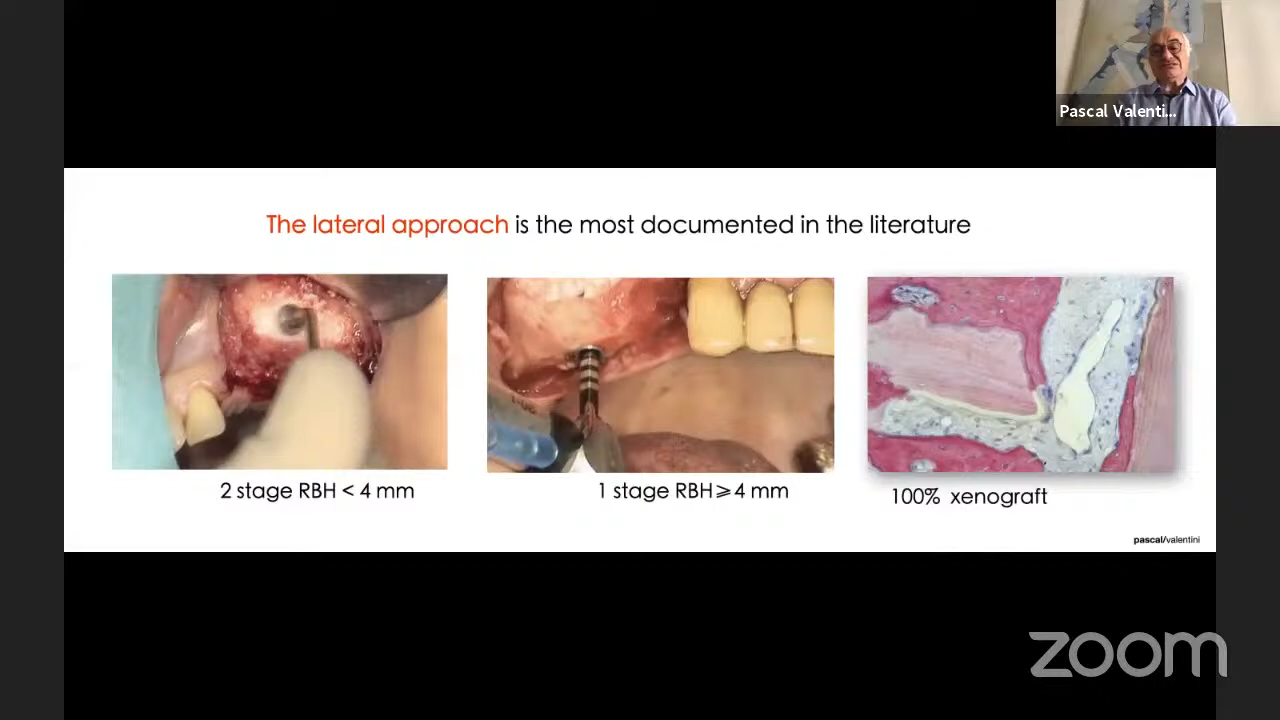 Pascal Valenti...
The lateral approach is the most documented in the literature
2 stage RBH < 4 mm
1 stage RBH ⩾ 4 mm
100% xenograft
pascal/valentini
zoom